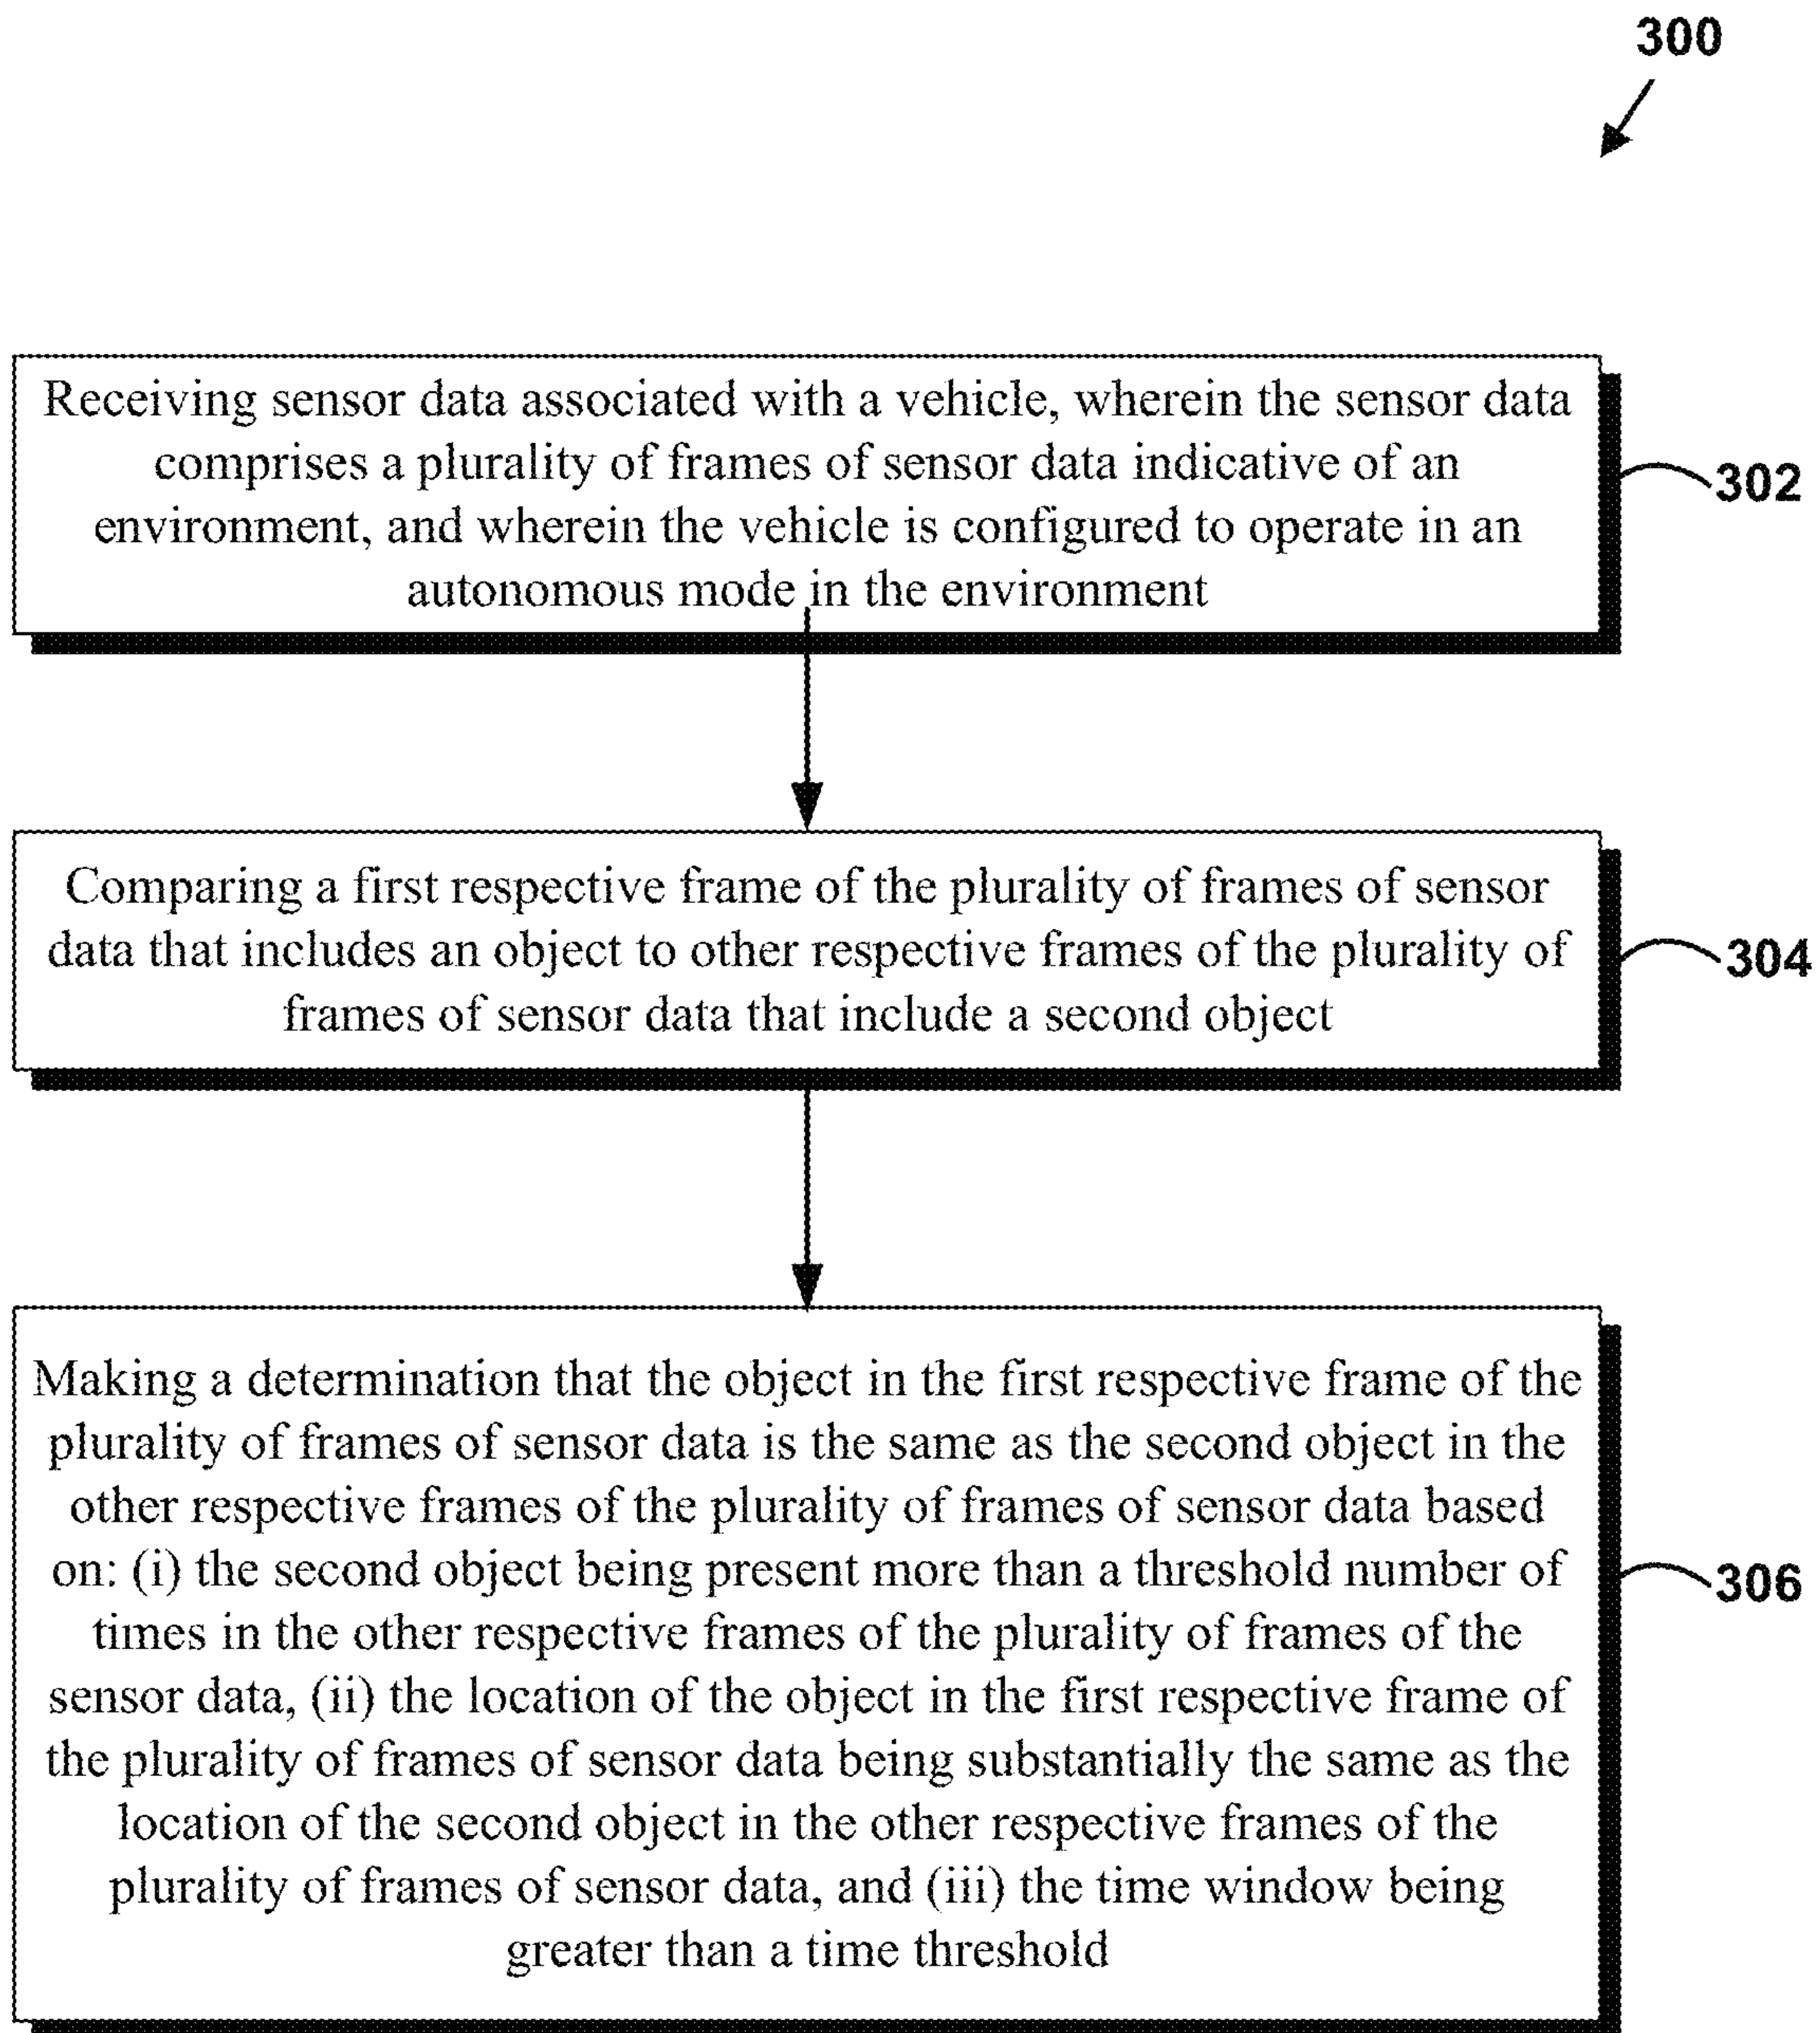 300
Receiving sensor data associated with a vehicle, wherein the sensor data
comprises a plurality of frames of sensor data indicative of an
environment, and wherein the vehicle is configured to operate in an
autonomous mode in the environment
302
Comparing a first respective frame of the plurality of frames of sensor
data that includes an object to other respective frames of the plurality of
frames of sensor data that include a second object
304
Making a determination that the object in the first respective frame of the
plurality of frames of sensor data is the same as the second object in the
other respective frames of the plurality of frames of sensor data based
on: (i) the second object being present more than a threshold number of
times in the other respective frames of the plurality of frames of the
sensor data, (ii) the location of the object in the first respective frame of
the plurality of frames of sensor data being substantially the same as the
location of the second object in the other respective frames of the
plurality of frames of sensor data, and (iii) the time window being
greater than a time threshold
306